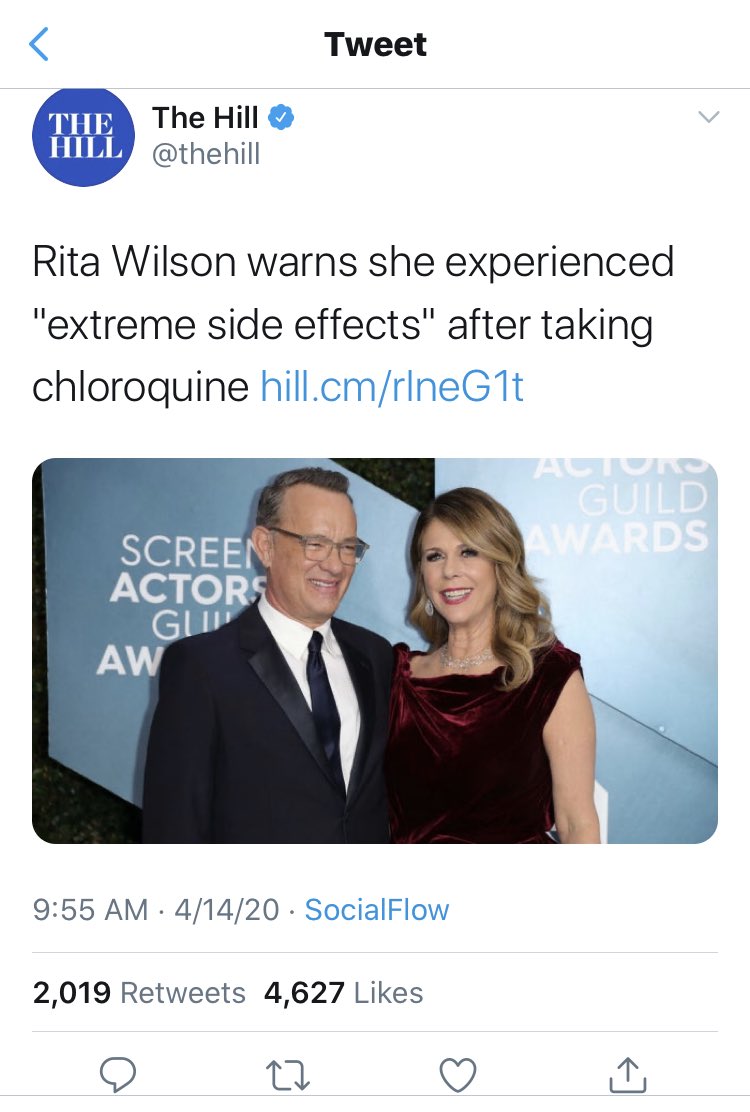 Tweet
THE
HILL
The Hill
@thehill
Rita Wilson warns she experienced
"extreme side effects" after taking
chloroquine hill.cm/rIneG1t
SCREEN
ACTORS
GUIL
AW
ACTORS
GUILD
AWARDS
9:55 AM · 4/14/20 · SocialFlow
2,019 Retweets 4,627 Likes